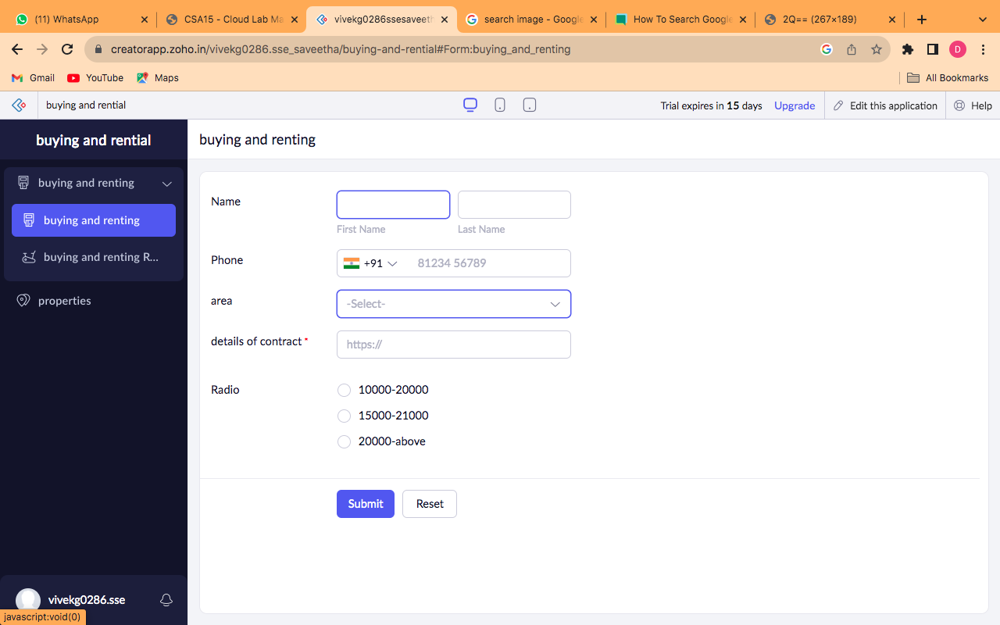 (11) WhatsApp
CSA15 - Cloud Lab Ma
vivekg0286ssesaveeth
search image - Google
How To Search Google
2Q== (267×189)
creatorapp.zoho.in/vivekg0286.sse_saveetha/buying-and-rential#Form:buying_and_renting
D
Gmail
YouTube
Maps
All Bookmarks
buying and rential
Trial expires in 15 days
Upgrade
Edit this application
Help
buying and rential
buying and renting
buying and renting
buying and renting
buying and renting R...
properties
Name
First Name
Last Name
Phone
+91
81234 56789
area
-Select-
details of contract *
https://
Radio
10000-20000
15000-21000
20000-above
Submit
Reset
vivekg0286.sse
javascript:void(0)